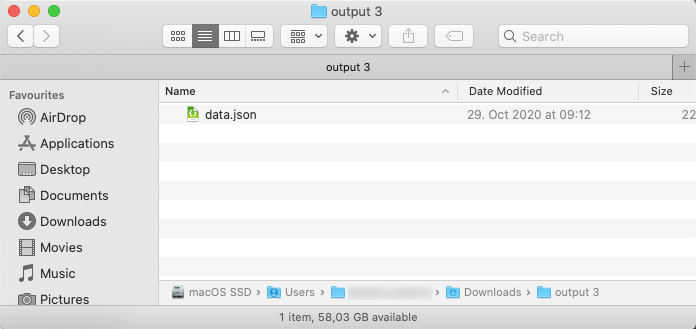 output 3
Search
output 3
Favourites
AirDrop
Applications
Desktop
Documents
Downloads
Movies
Music
Pictures
Name Date Modified Size
data.json 29. Oct 2020 at 09:12 22
macOS SSD Users Downloads output 3
1 item, 58,03 GB available